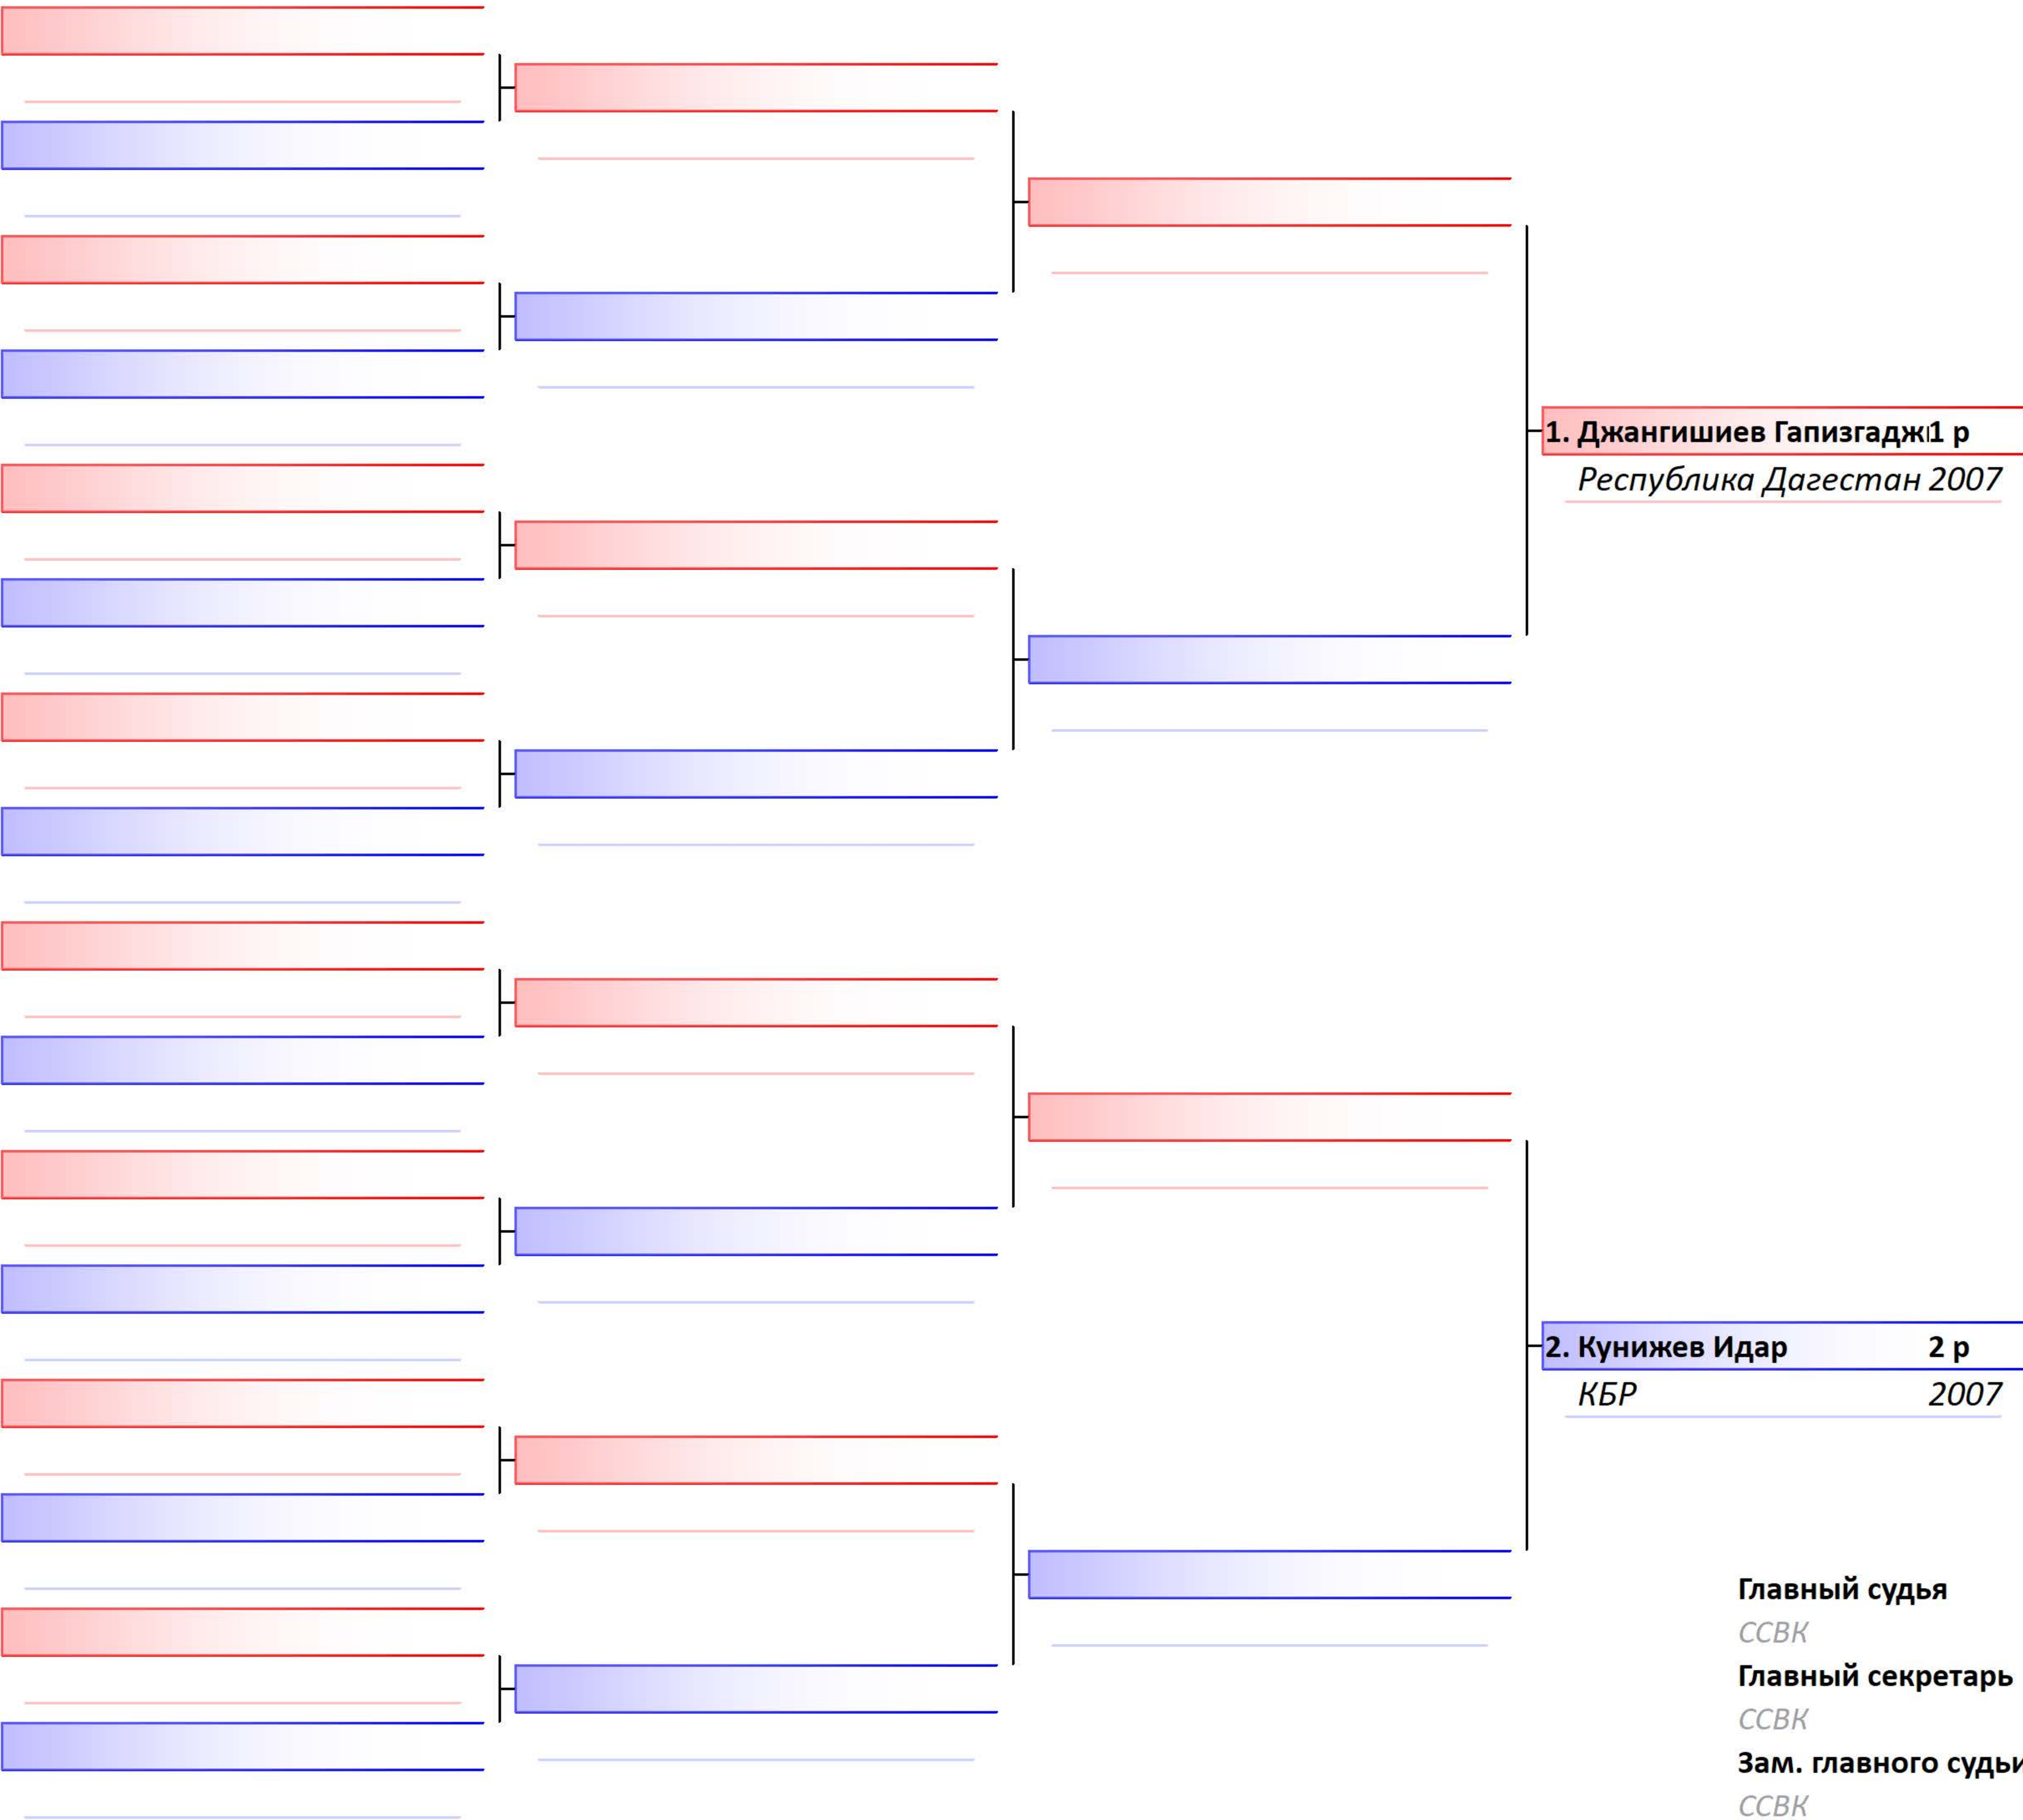 1. Джангишиев Гапизгаджи 1 р
Республика Дагестан 2007
2. Кунижев Идар 2 р
КБР 2007
Главный судья
ССВК
Главный секретарь
ССВК
Зам. главного судьи
ССВК